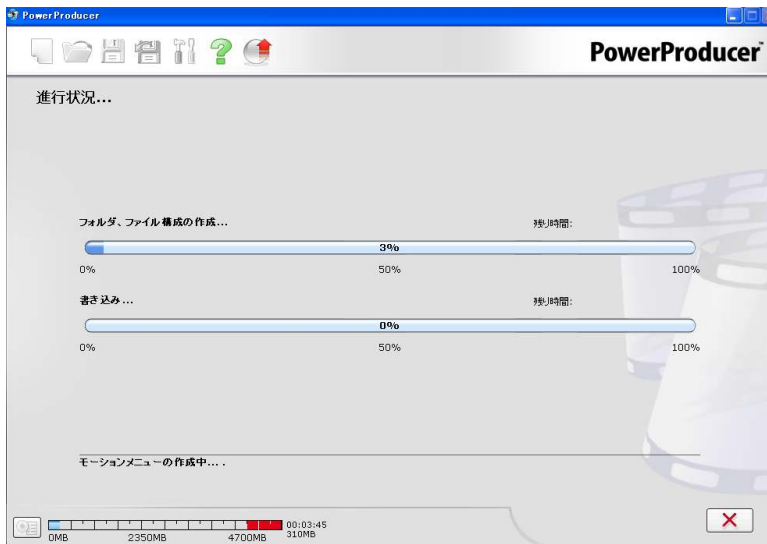 PowerProducer
PowerProducer™
進行状況...
フォルダ、ファイル構成の作成...
残り時間:
3%
0% 50% 100%
書き込み...
残り時間:
0%
0% 50% 100%
モーションメニューの作成中... .
00:03:45
0MB 2350MB 4700MB 310MB